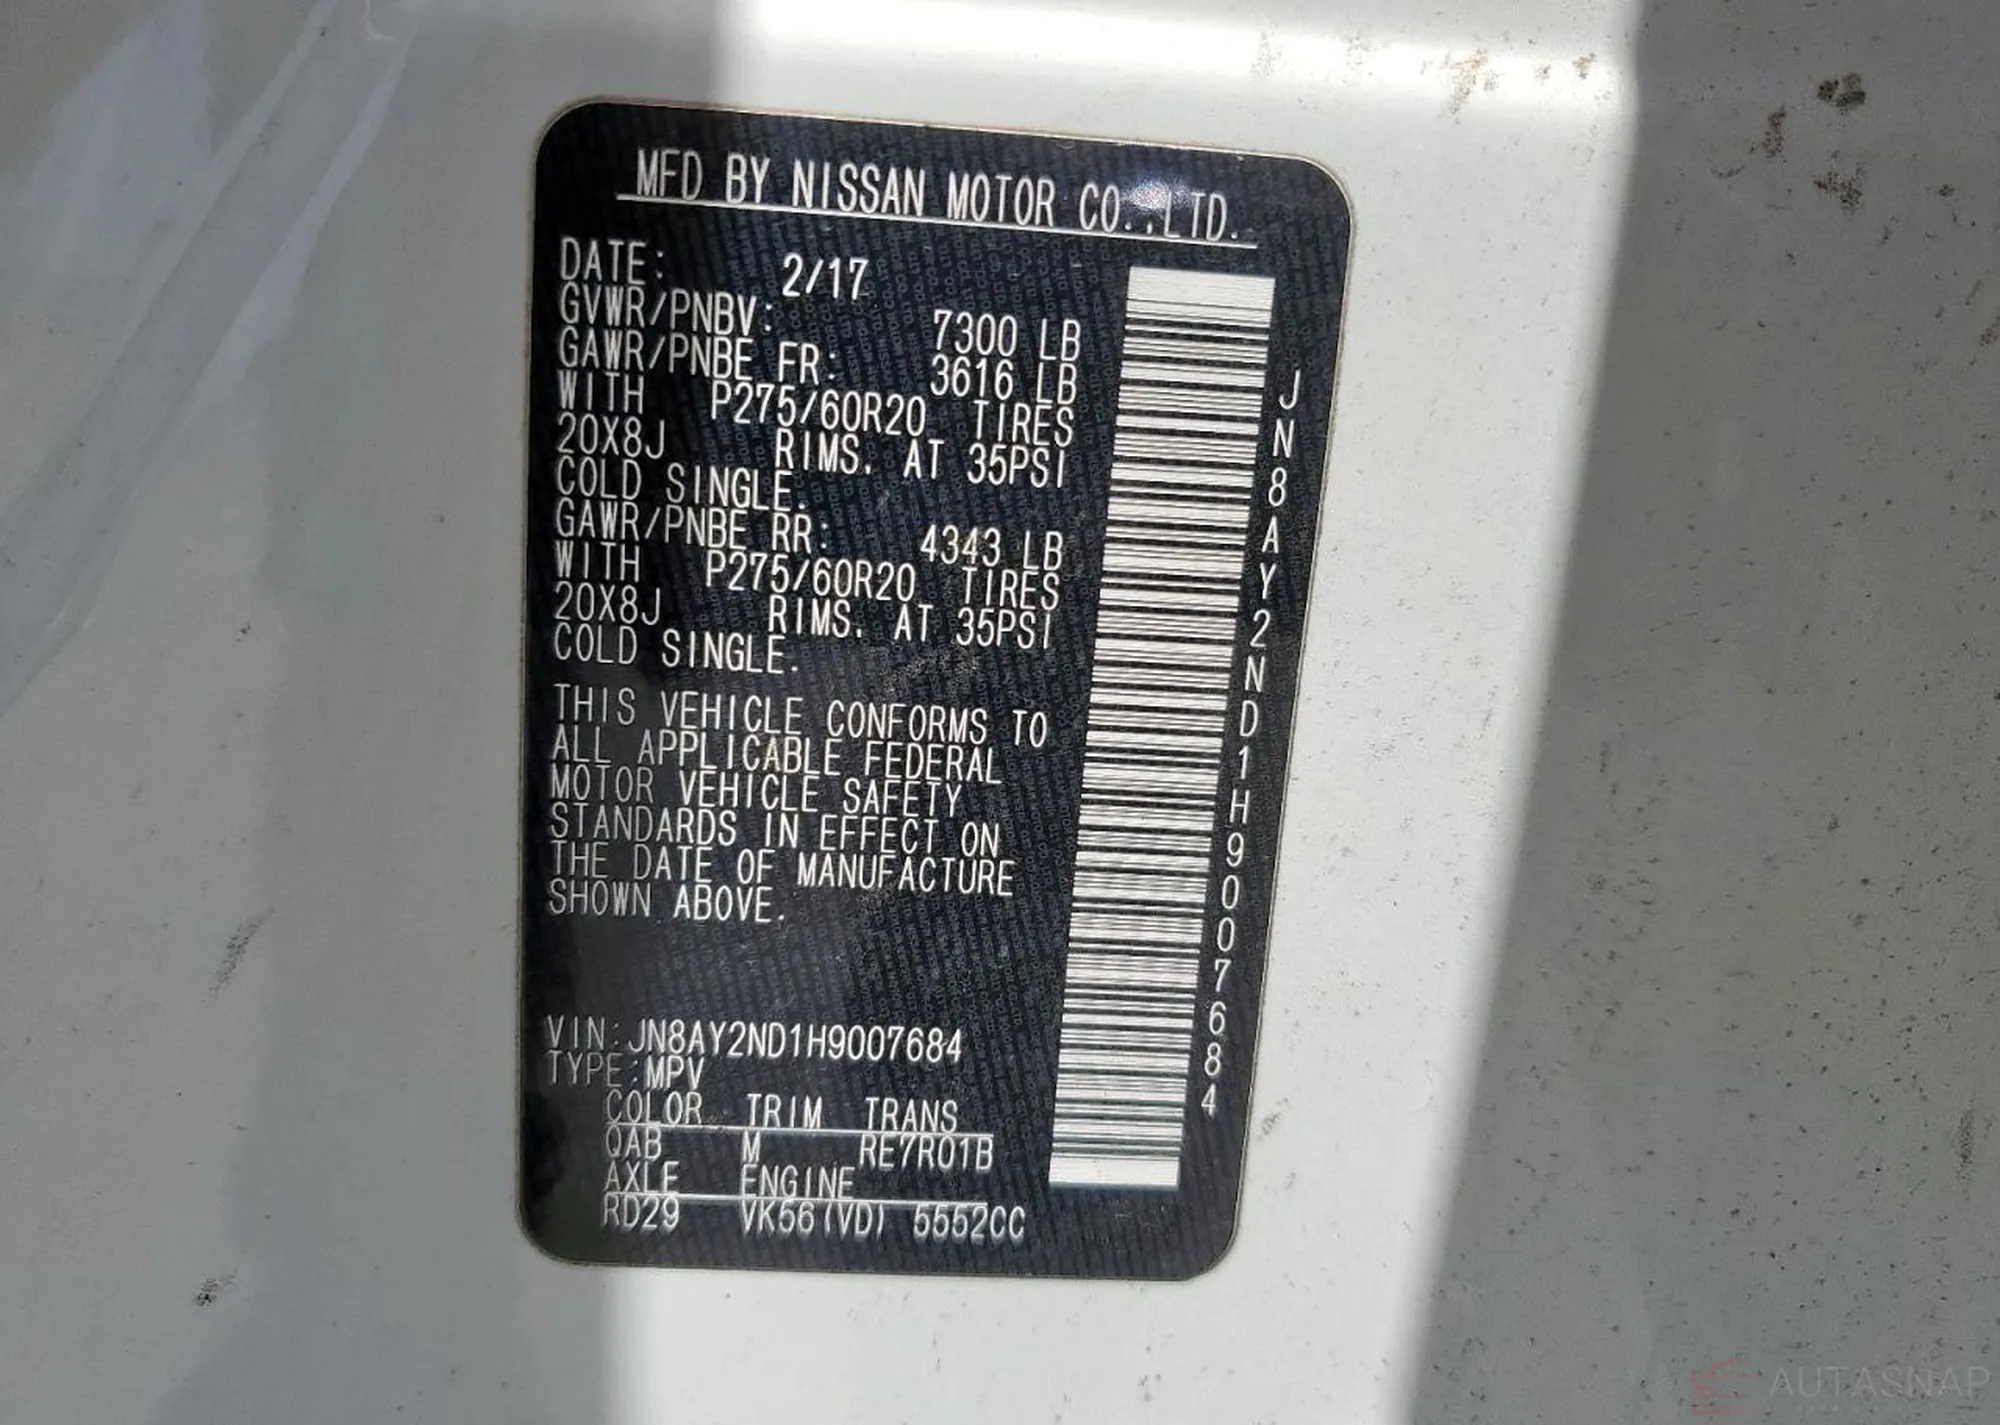 MFD BY NISSAN MOTOR CO.,LTD.
DATE: 2/17
GVWR/PNBV: 7300 LB
GAWR/PNBE FR: 3616 LB
WITH P275/60R20 TIRES
20X8J RIMS. AT 35PSI
COLD SINGLE.
GAWR/PNBE RR: 4343 LB
WITH P275/60R20 TIRES
20X8J RIMS. AT 35PSI
COLD SINGLE.
THIS VEHICLE CONFORMS TO
ALL APPLICABLE FEDERAL
MOTOR VEHICLE SAFETY
STANDARDS IN EFFECT ON
THE DATE OF MANUFACTURE
SHOWN ABOVE.
VIN:JN8AY2ND1H9007684
TYPE:MPV
COLOR TRIM TRANS
QAB M RE7R01B
AXLE ENGINE
RD29 VK56(VD) 5552CC
JN8AY2ND1H9007684
AUTASNAP